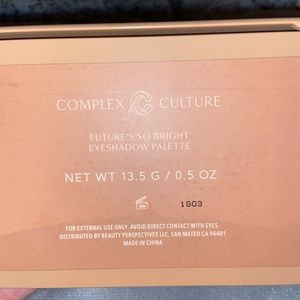 COMPLEX CULTURE
FUTURE'S SO BRIGHT
EYESHADOW PALETTE
NET WT 13.5 G / 0.5 OZ
1G03
FOR EXTERNAL USE ONLY. AVOID DIRECT CONTACT WITH EYES.
DISTRIBUTED BY BEAUTY PERSPECTIVES LLC, SAN MATEO CA 94401
MADE IN CHINA